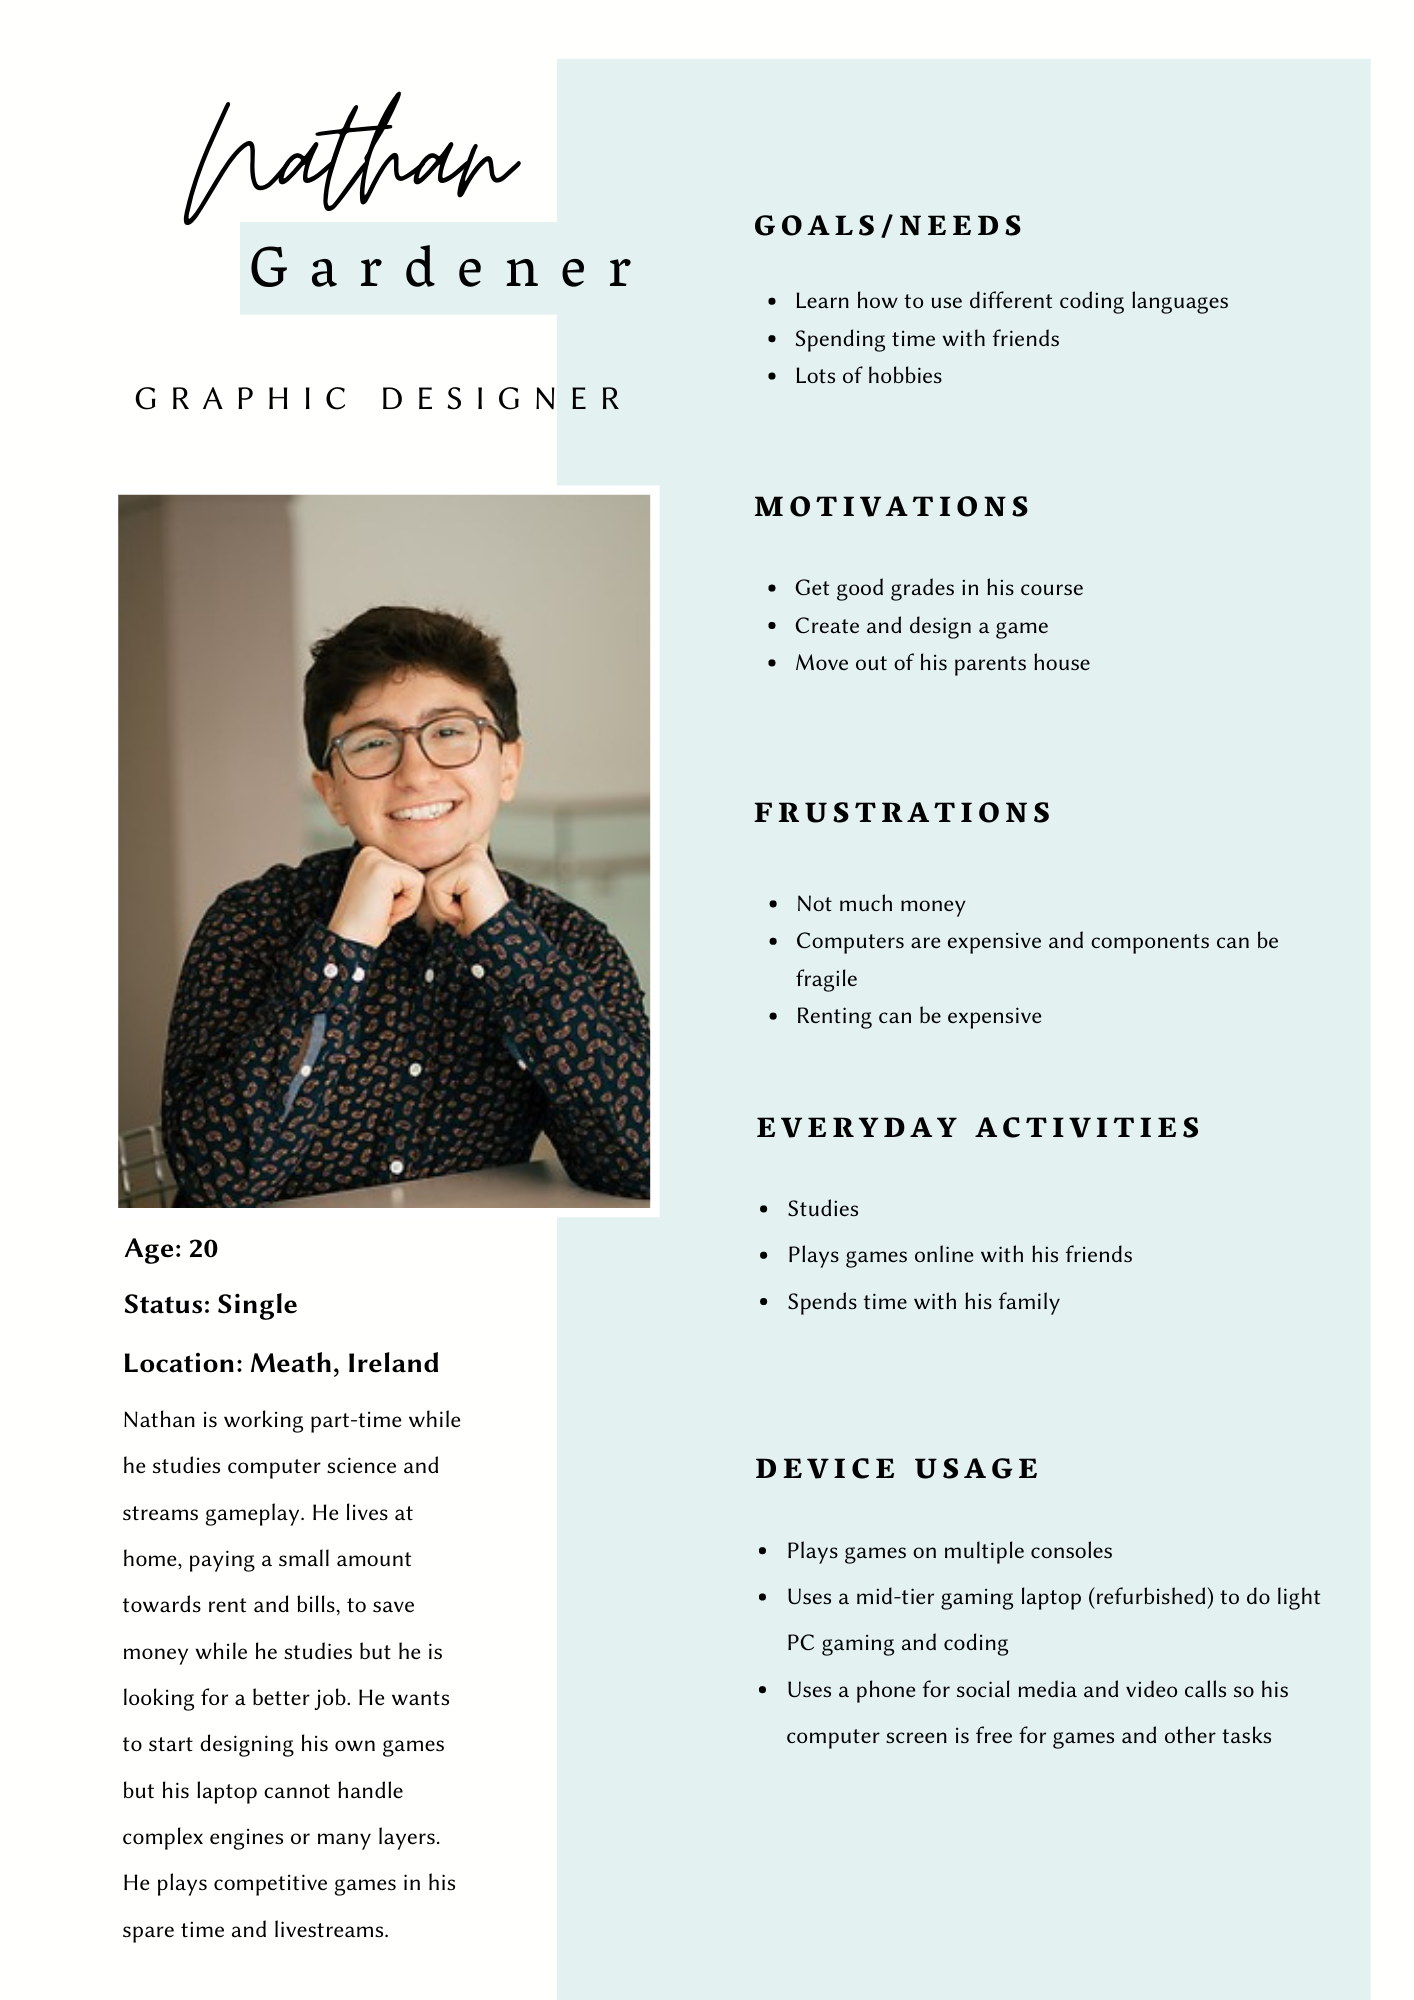 Nathan
Gardener
GRAPHIC DESIGNER
Age: 20
Status: Single
Location: Meath, Ireland
Nathan is working part-time while
he studies computer science and
streams gameplay. He lives at
home, paying a small amount
towards rent and bills, to save
money while he studies but he is
looking for a better job. He wants
to start designing his own games
but his laptop cannot handle
complex engines or many layers.
He plays competitive games in his
spare time and livestreams.
GOALS/NEEDS
• Learn how to use different coding languages
• Spending time with friends
• Lots of hobbies
MOTIVATIONS
• Get good grades in his course
• Create and design a game
• Move out of his parents house
FRUSTRATIONS
• Not much money
• Computers are expensive and components can be
fragile
• Renting can be expensive
EVERYDAY ACTIVITIES
• Studies
• Plays games online with his friends
• Spends time with his family
DEVICE USAGE
• Plays games on multiple consoles
• Uses a mid-tier gaming laptop (refurbished) to do light
PC gaming and coding
• Uses a phone for social media and video calls so his
computer screen is free for games and other tasks